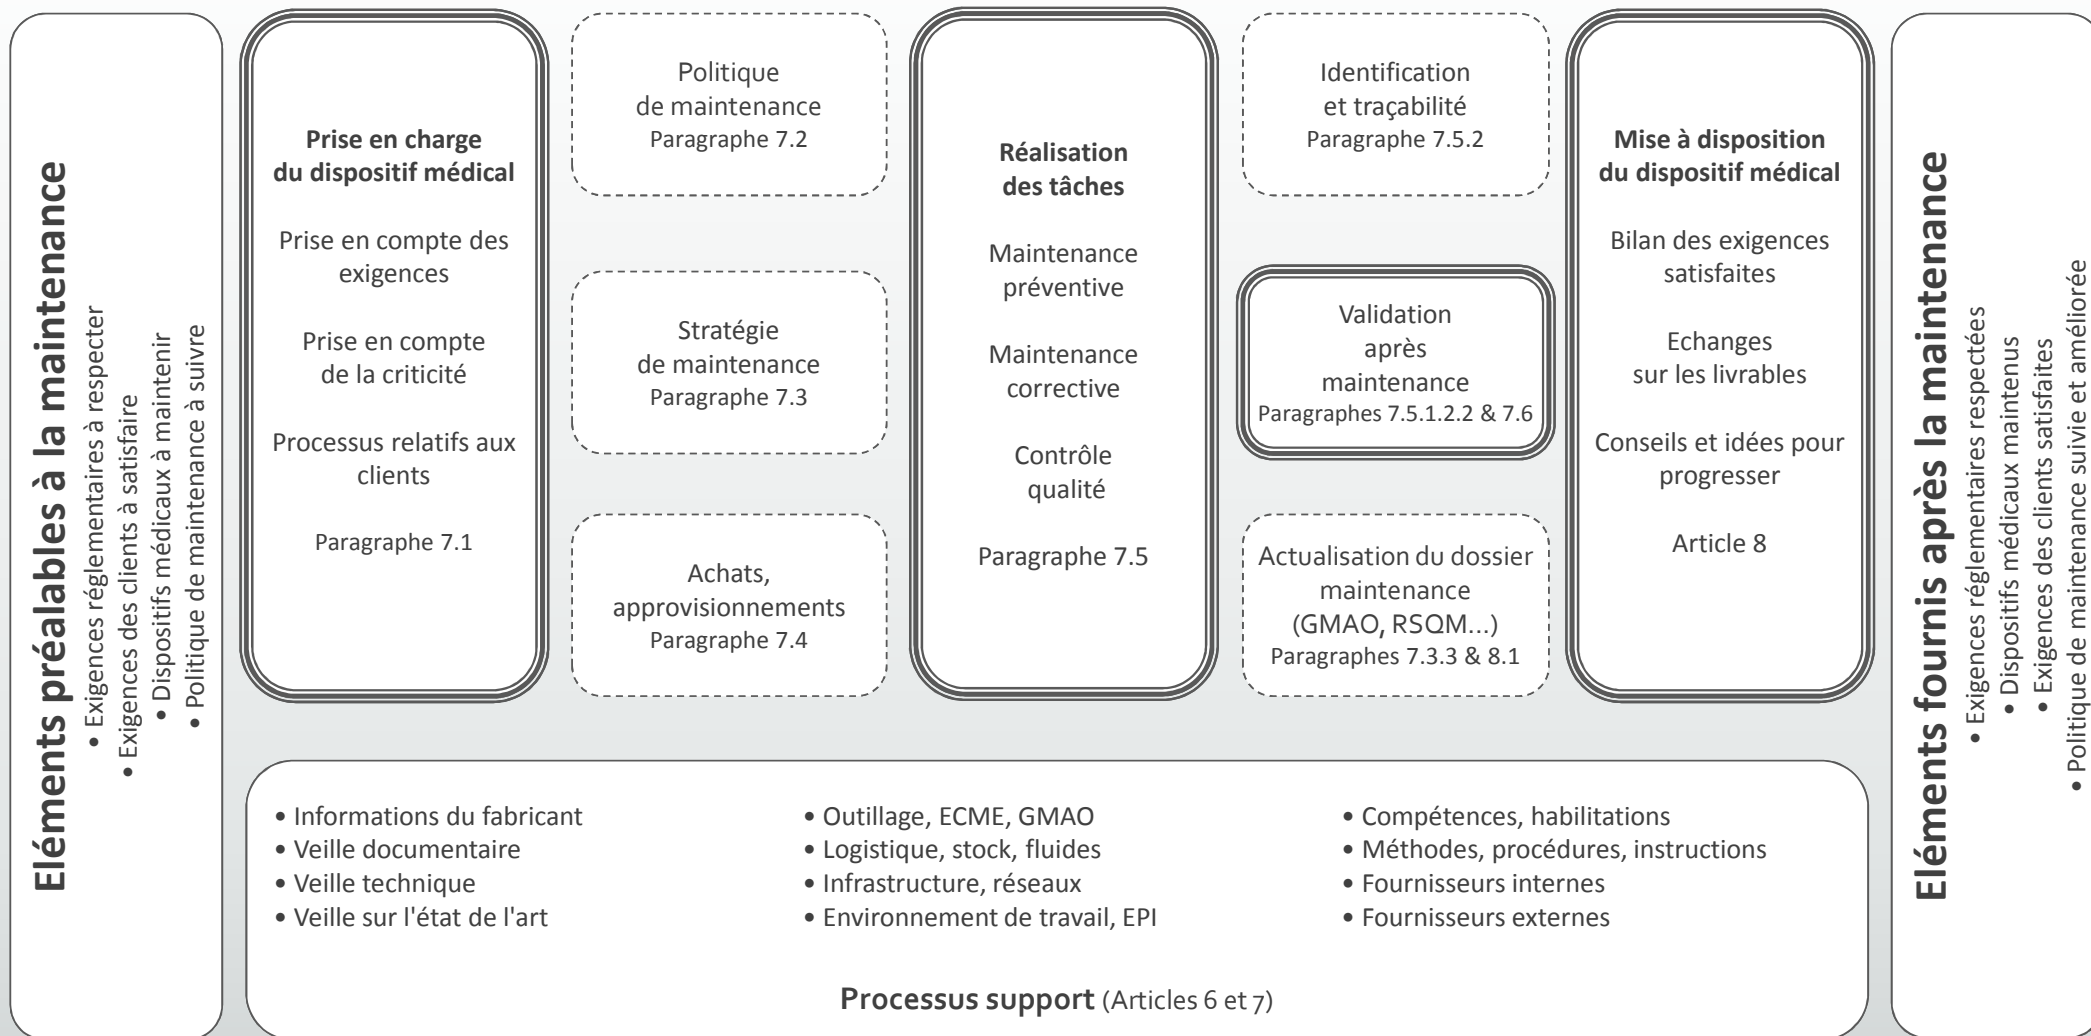 Eléments préalables à la maintenance
• Exigences réglementaires à respecter
• Exigences des clients à satisfaire
• Dispositifs médicaux à maintenir
• Politique de maintenance à suivre
Prise en charge
du dispositif médical
Prise en compte des
exigences
Prise en compte
de la criticité
Processus relatifs aux
clients
Paragraphe 7.1
Politique
de maintenance
Paragraphe 7.2
Stratégie
de maintenance
Paragraphe 7.3
Achats,
approvisionnements
Paragraphe 7.4
Réalisation
des tâches
Maintenance
préventive
Maintenance
corrective
Contrôle
qualité
Paragraphe 7.5
Identification
et traçabilité
Paragraphe 7.5.2
Validation
après
maintenance
Paragraphes 7.5.1.2.2 & 7.6
Actualisation du dossier
maintenance
(GMAO, RSQM...)
Paragraphes 7.3.3 & 8.1
Mise à disposition
du dispositif médical
Bilan des exigences
satisfaites
Echanges
sur les livrables
Conseils et idées pour
progresser
Article 8
Eléments fournis après la maintenance
• Exigences réglementaires respectées
• Dispositifs médicaux maintenus
• Exigences des clients satisfaites
• Politique de maintenance suivie et améliorée
• Informations du fabricant
• Veille documentaire
• Veille technique
• Veille sur l'état de l'art
• Outillage, ECME, GMAO
• Logistique, stock, fluides
• Infrastructure, réseaux
• Environnement de travail, EPI
• Compétences, habilitations
• Méthodes, procédures, instructions
• Fournisseurs internes
• Fournisseurs externes
Processus support (Articles 6 et 7)